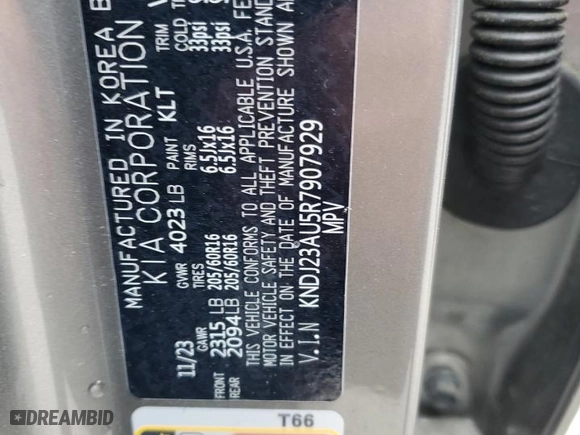 MANUFACTURED IN KOREA B
KIA CORPORATION
11/23 GVWR 4023 LB PAINT KLT TRIM
GAWR TIRES RIMS COLD TI
FRONT 2315 LB 205/60R16 6.5Jx16 33psi
REAR 2094LB 205/60R16 6.5Jx16 33psi
THIS VEHICLE CONFORMS TO ALL APPLICABLE U.S.A. FE
MOTOR VEHICLE SAFETY AND THEFT PREVENTION STAND
IN EFFECT ON THE DATE OF MANUFACTURE SHOWN A
V.I.N KNDJ23AU5R7907929
MPV
T66
DREAMBID